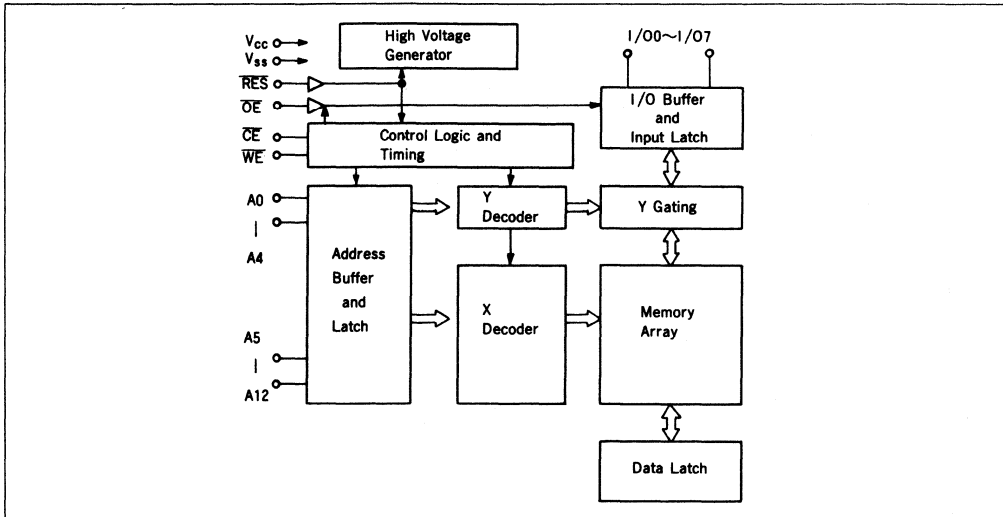 Vcc
Vss
RES
OE
CE
WE
A0
|
A4
A5
|
A12
High Voltage
Generator
Control Logic and
Timing
Address
Buffer
and
Latch
Y
Decoder
X
Decoder
I/O0～I/O7
I/O Buffer
and
Input Latch
Y Gating
Memory
Array
Data Latch